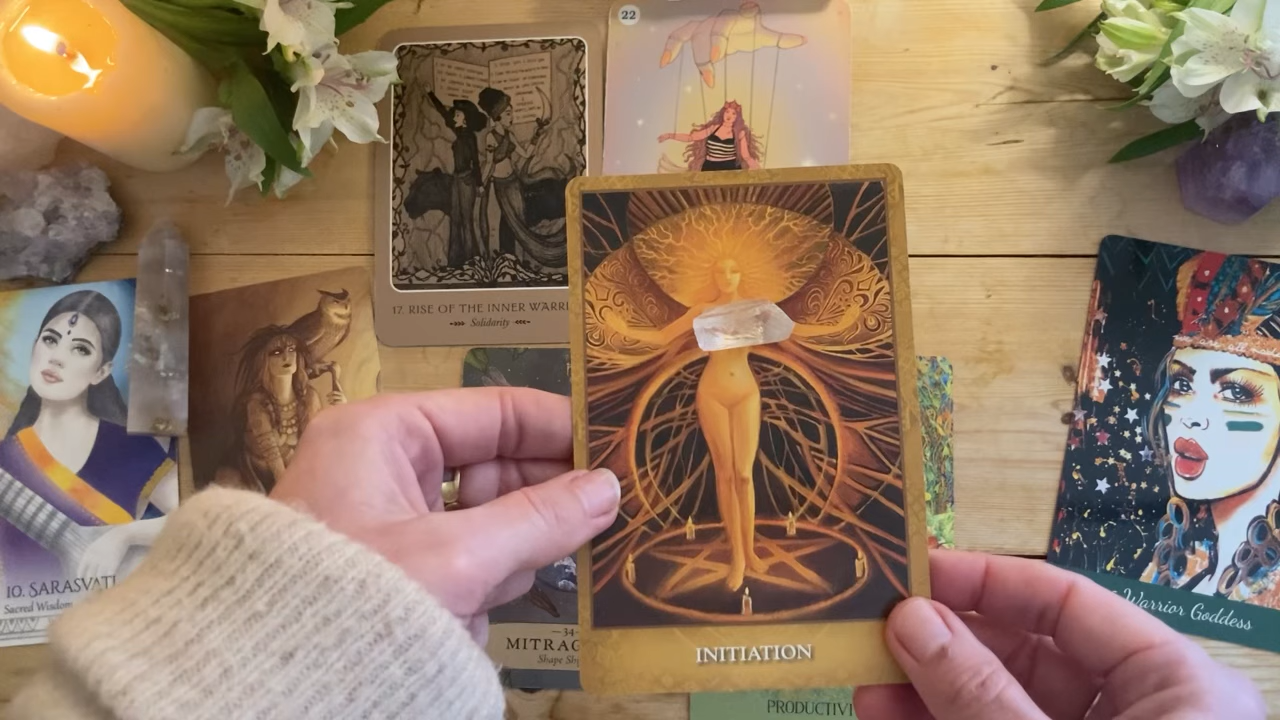 22
17. RISE OF THE INNER WARRI
Solidarity
10. SARASVATI
Sacred Wisdom
34
MITRAG
Shape Sh
INITIATION
Warrior Goddess
PRODUCTIVI